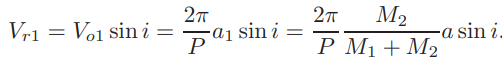 $V_{r1} = V_{o1} \sin i = \frac{2\pi}{P} a_1 \sin i = \frac{2\pi}{P} \frac{M_2}{M_1 + M_2} a \sin i.$